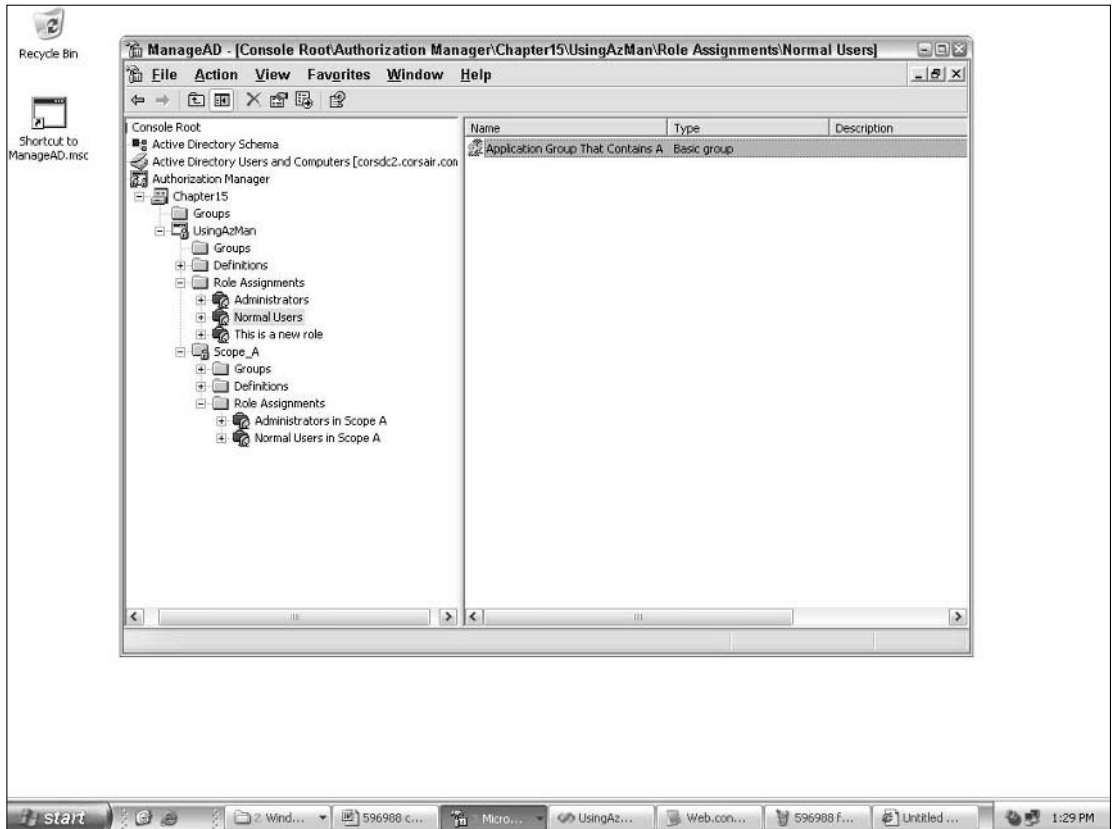 Recycle Bin
Shortcut to
ManageAD.msc
ManageAD - [Console Root\Authorization Manager\Chapter15\UsingAzMan\Role Assignments\Normal Users]
File Action View Favorites Window Help
Console Root
Active Directory Schema
Active Directory Users and Computers [corsdc2.corsair.con
Authorization Manager
Chapter15
Groups
UsingAzMan
Groups
Definitions
Role Assignments
Administrators
Normal Users
This is a new role
Scope_A
Groups
Definitions
Role Assignments
Administrators in Scope A
Normal Users in Scope A
Name Type Description
Application Group That Contains A Basic group
start 2 Wind... 596988 c... 2 Micro... UsingAz... Web.con... 596988 f... Untitled ... 1:29 PM